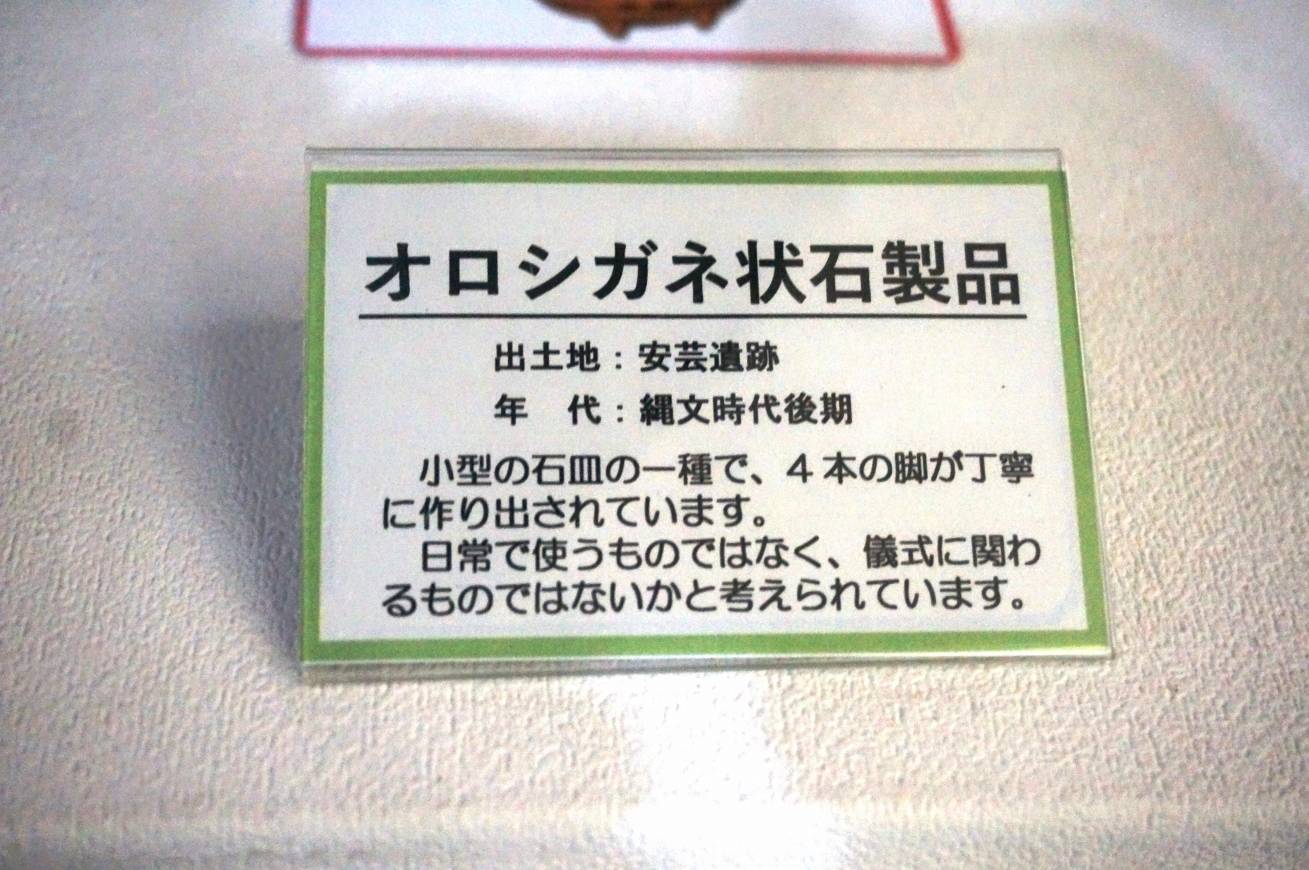 オロシガネ状石製品
出土地：安芸遺跡
年　代：縄文時代後期
　小型の石皿の一種で、４本の脚が丁寧
に作り出されています。
　日常で使うものではなく、儀式に関わ
るものではないかと考えられています。